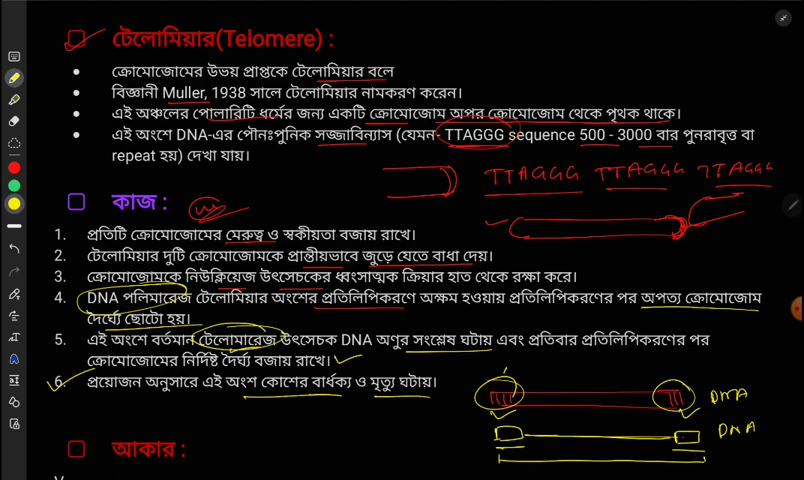 টেলোমিয়ার(Telomere) :
• ক্রোমোজোমের উভয় প্রান্তকে টেলোমিয়ার বলে
• বিজ্ঞানী Muller, 1938 সালে টেলোমিয়ার নামকরণ করেন।
• এই অঞ্চলের পোলারিটি ধর্মের জন্য একটি ক্রোমোজোম অপর ক্রোমোজোম থেকে পৃথক থাকে।
• এই অংশে DNA-এর পৌনঃপুনিক সজ্জাবিন্যাস (যেমন- TTAGGG sequence 500 - 3000 বার পুনরাবৃত্ত বা
repeat হয়) দেখা যায়।
TTAGGG TTAGGG TTAGGG
কাজ :
1. প্রতিটি ক্রোমোজোমের মেরুত্ব ও স্বকীয়তা বজায় রাখে।
2. টেলোমিয়ার দুটি ক্রোমোজোমকে প্রান্তীয়ভাবে জুড়ে যেতে বাধা দেয়।
3. ক্রোমোজোমকে নিউক্লিয়েজ উৎসেচকের ধ্বংসাত্মক ক্রিয়ার হাত থেকে রক্ষা করে।
4. DNA পলিমারেজ টেলোমিয়ার অংশের প্রতিলিপিকরণে অক্ষম হওয়ায় প্রতিলিপিকরণের পর অপত্য ক্রোমোজোম
দৈর্ঘ্যে ছোটো হয়।
5. এই অংশে বর্তমান টেলোমারেজ উৎসেচক DNA অণুর সংশ্লেষ ঘটায় এবং প্রতিবার প্রতিলিপিকরণের পর
ক্রোমোজোমের নির্দিষ্ট দৈর্ঘ্য বজায় রাখে।
6. প্রয়োজন অনুসারে এই অংশ কোশের বার্ধক্য ও মৃত্যু ঘটায়।
DNA
DNA
আকার :